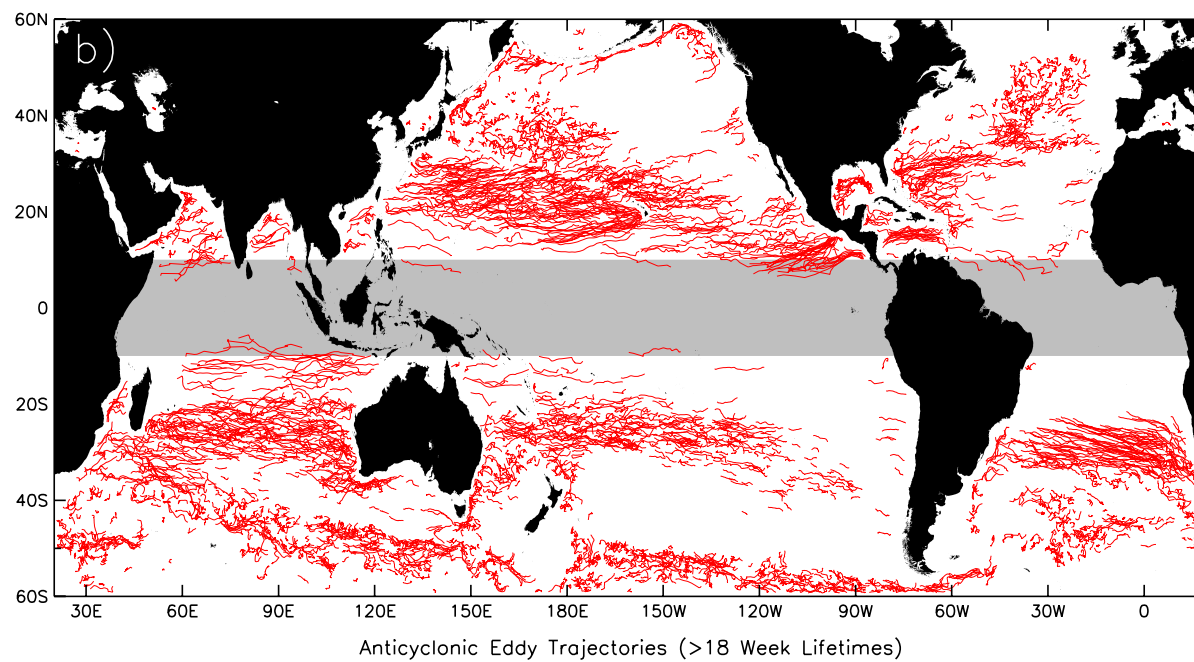 60N
b)
40N
20N
0
20S
40S
60S
30E 60E 90E 120E 150E 180E 150W 120W 90W 60W 30W 0
Anticyclonic Eddy Trajectories (>18 Week Lifetimes)